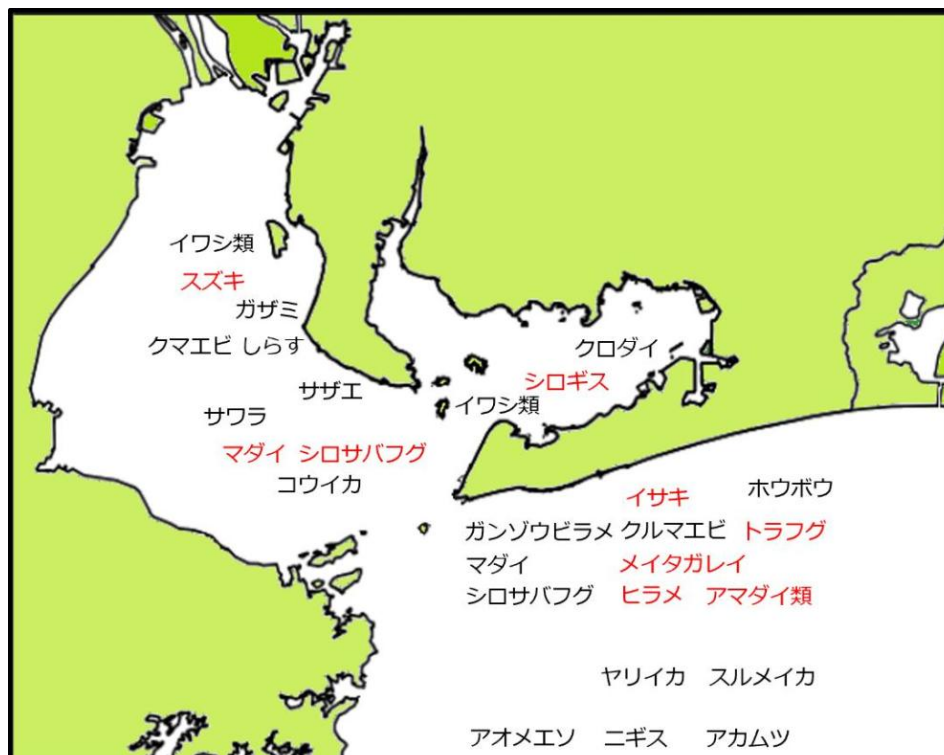 イワシ類
スズキ
ガザミ
クマエビ しらす
クロダイ
サザエ
シロギス
イワシ類
サワラ
マダイ シロサバフグ
コウイカ
イサキ ホウボウ
ガンゾウビラメ クルマエビ トラフグ
マダイ メイタガレイ
シロサバフグ ヒラメ アマダイ類
ヤリイカ スルメイカ
アオメエソ ニギス アカムツ